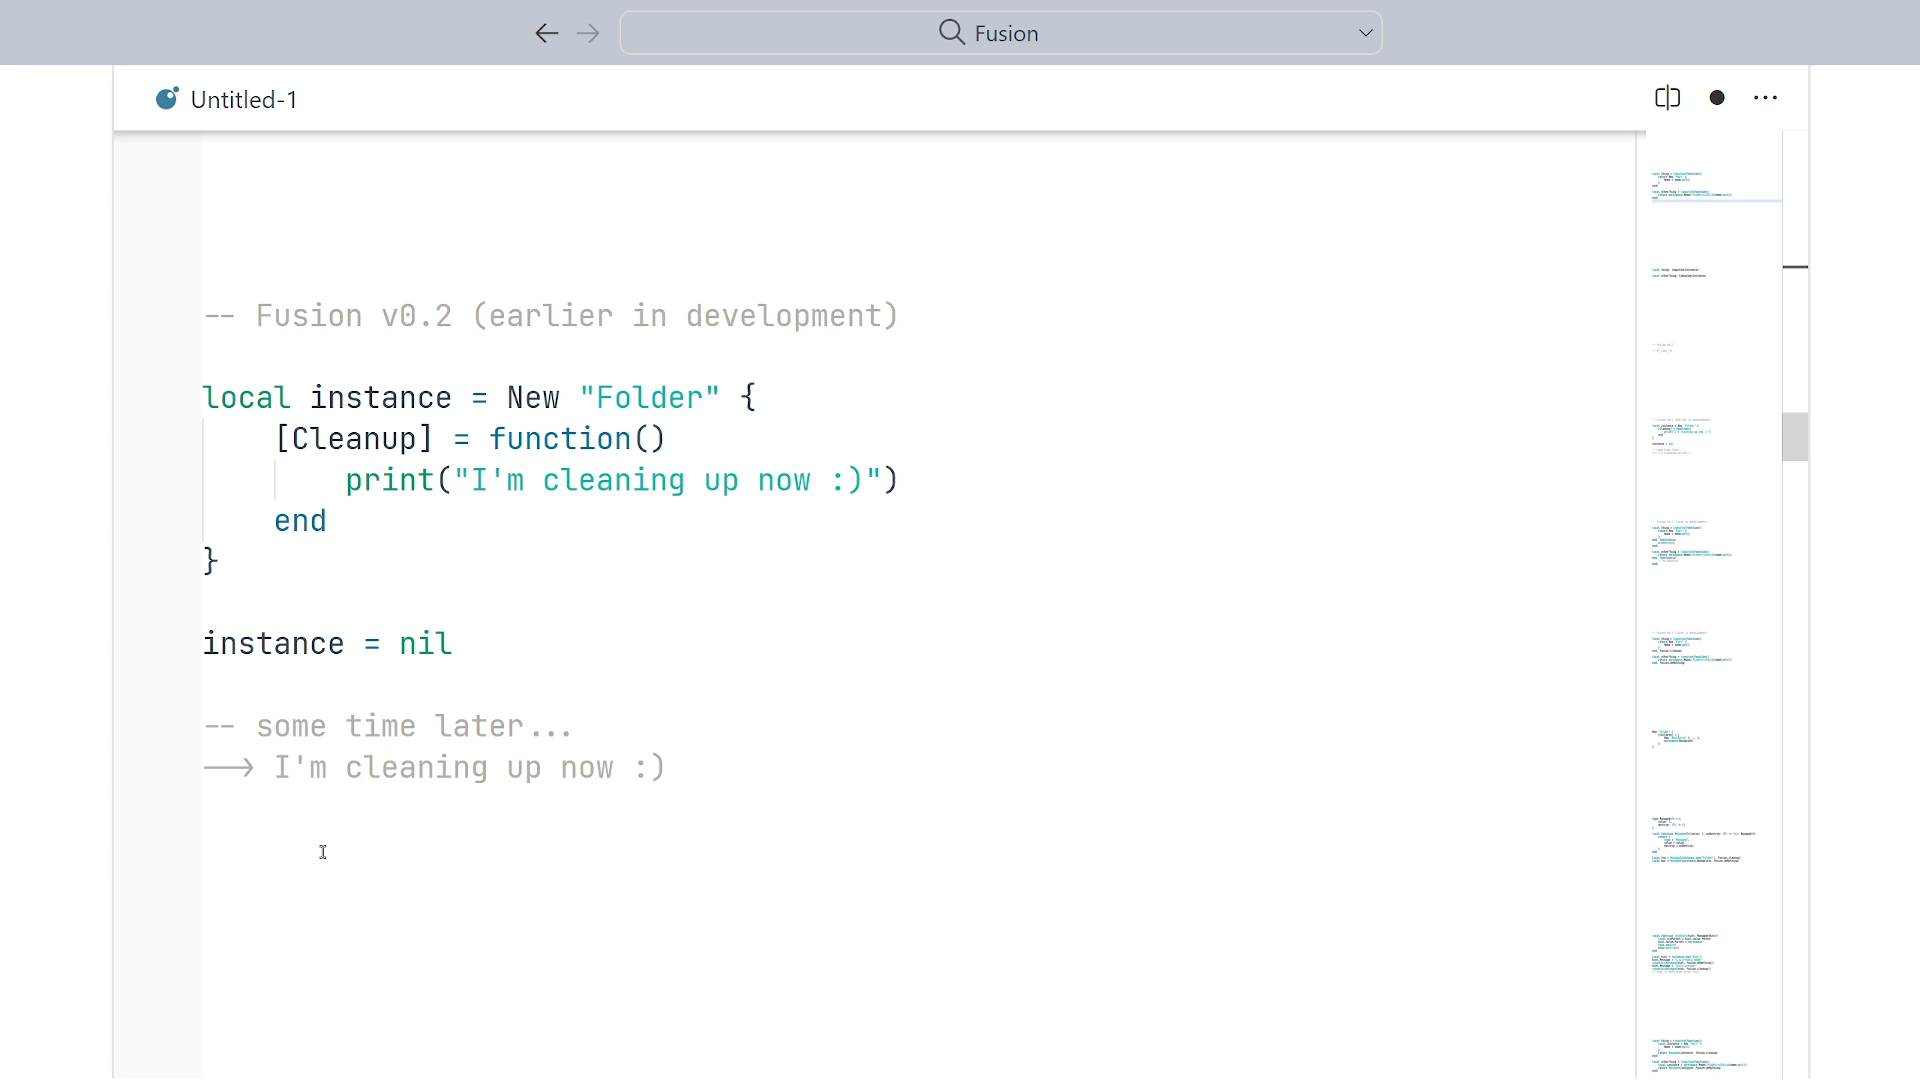 Fusion
Untitled-1
-- Fusion v0.2 (earlier in development)
local instance = New "Folder" {
[Cleanup] = function()
print("I'm cleaning up now :)")
end
}
instance = nil
-- some time later...
--> I'm cleaning up now :)